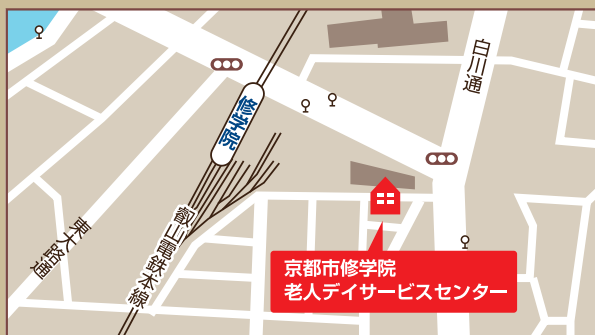 白川通
修学院
叡山電鉄本線
東大路通
京都市修学院
老人デイサービスセンター